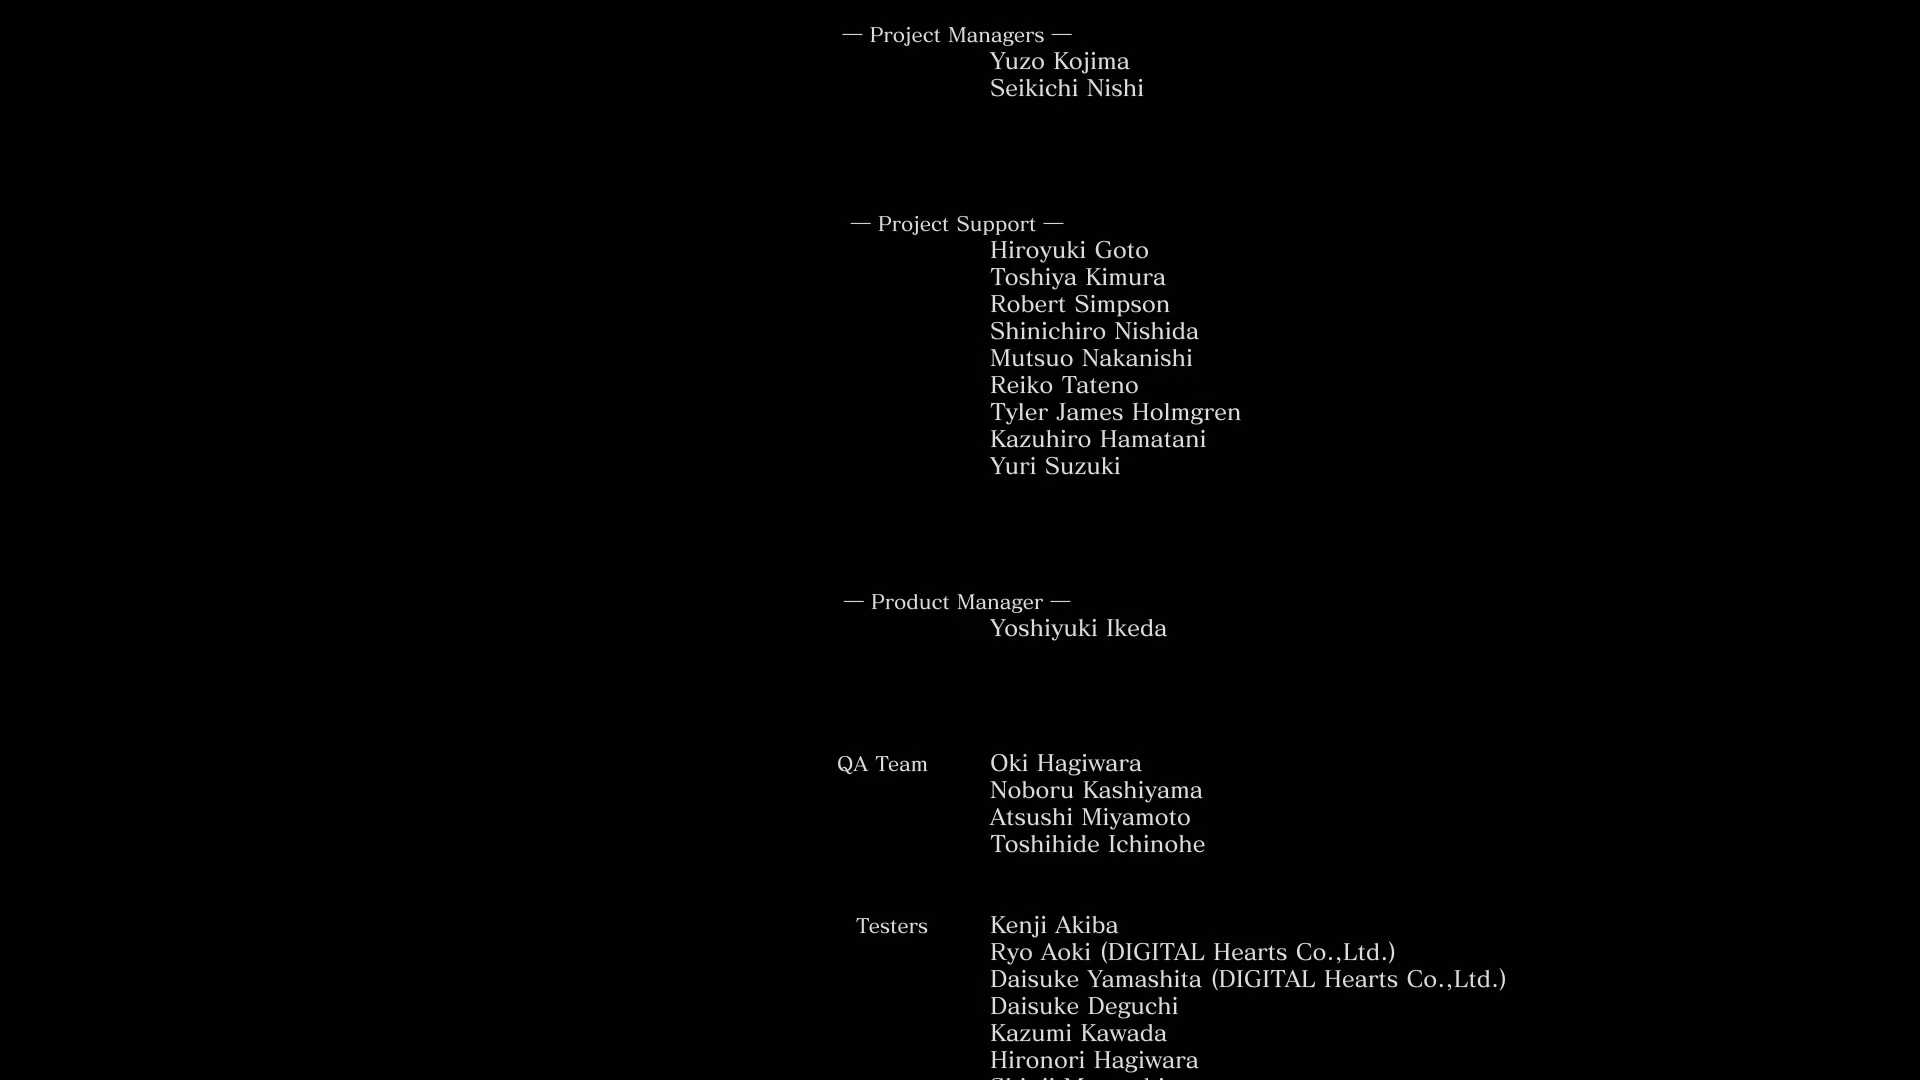 — Project Managers —
Yuzo Kojima
Seikichi Nishi
— Project Support —
Hiroyuki Goto
Toshiya Kimura
Robert Simpson
Shinichiro Nishida
Mutsuo Nakanishi
Reiko Tateno
Tyler James Holmgren
Kazuhiro Hamatani
Yuri Suzuki
— Product Manager —
Yoshiyuki Ikeda
QA Team Oki Hagiwara
Noboru Kashiyama
Atsushi Miyamoto
Toshihide Ichinohe
Testers Kenji Akiba
Ryo Aoki (DIGITAL Hearts Co.,Ltd.)
Daisuke Yamashita (DIGITAL Hearts Co.,Ltd.)
Daisuke Deguchi
Kazumi Kawada
Hironori Hagiwara